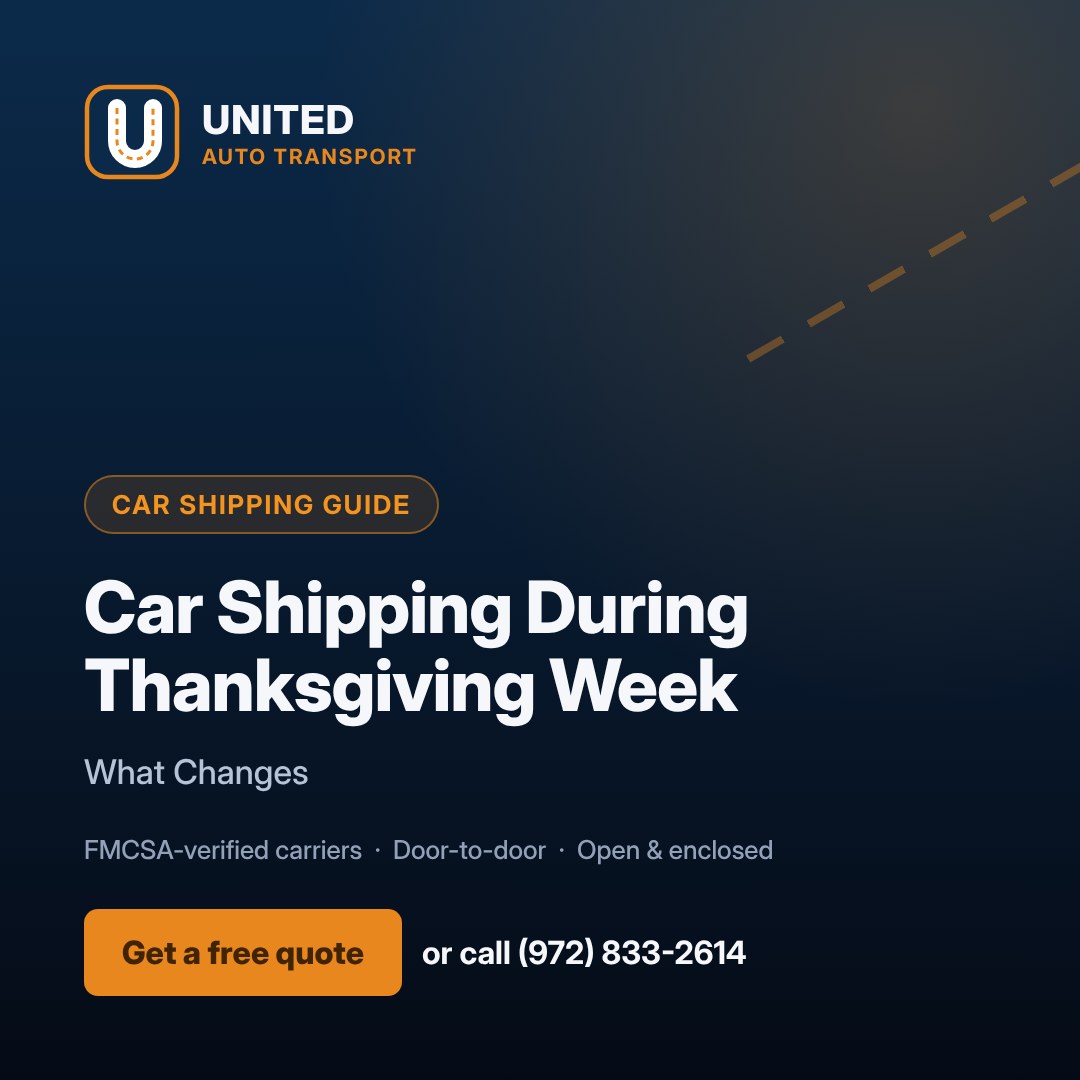 UNITED
AUTO TRANSPORT
CAR SHIPPING GUIDE
Car Shipping During
Thanksgiving Week
What Changes
FMCSA-verified carriers · Door-to-door · Open & enclosed
Get a free quote or call (972) 833-2614